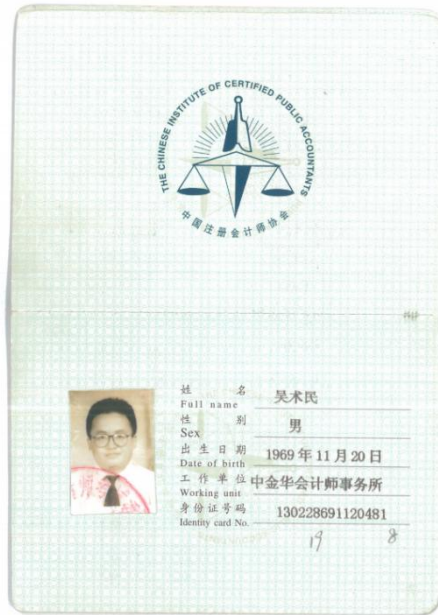 THE CHINESE INSTITUTE OF CERTIFIED PUBLIC ACCOUNTANTS
中国注册会计师协会
姓名 吴术民
Full name
性别 男
Sex
出生日期 1969年11月20日
Date of birth
工作单位 中金华会计师事务所
Working unit
身份证号码 130228691120481
Identity card No.
19 8